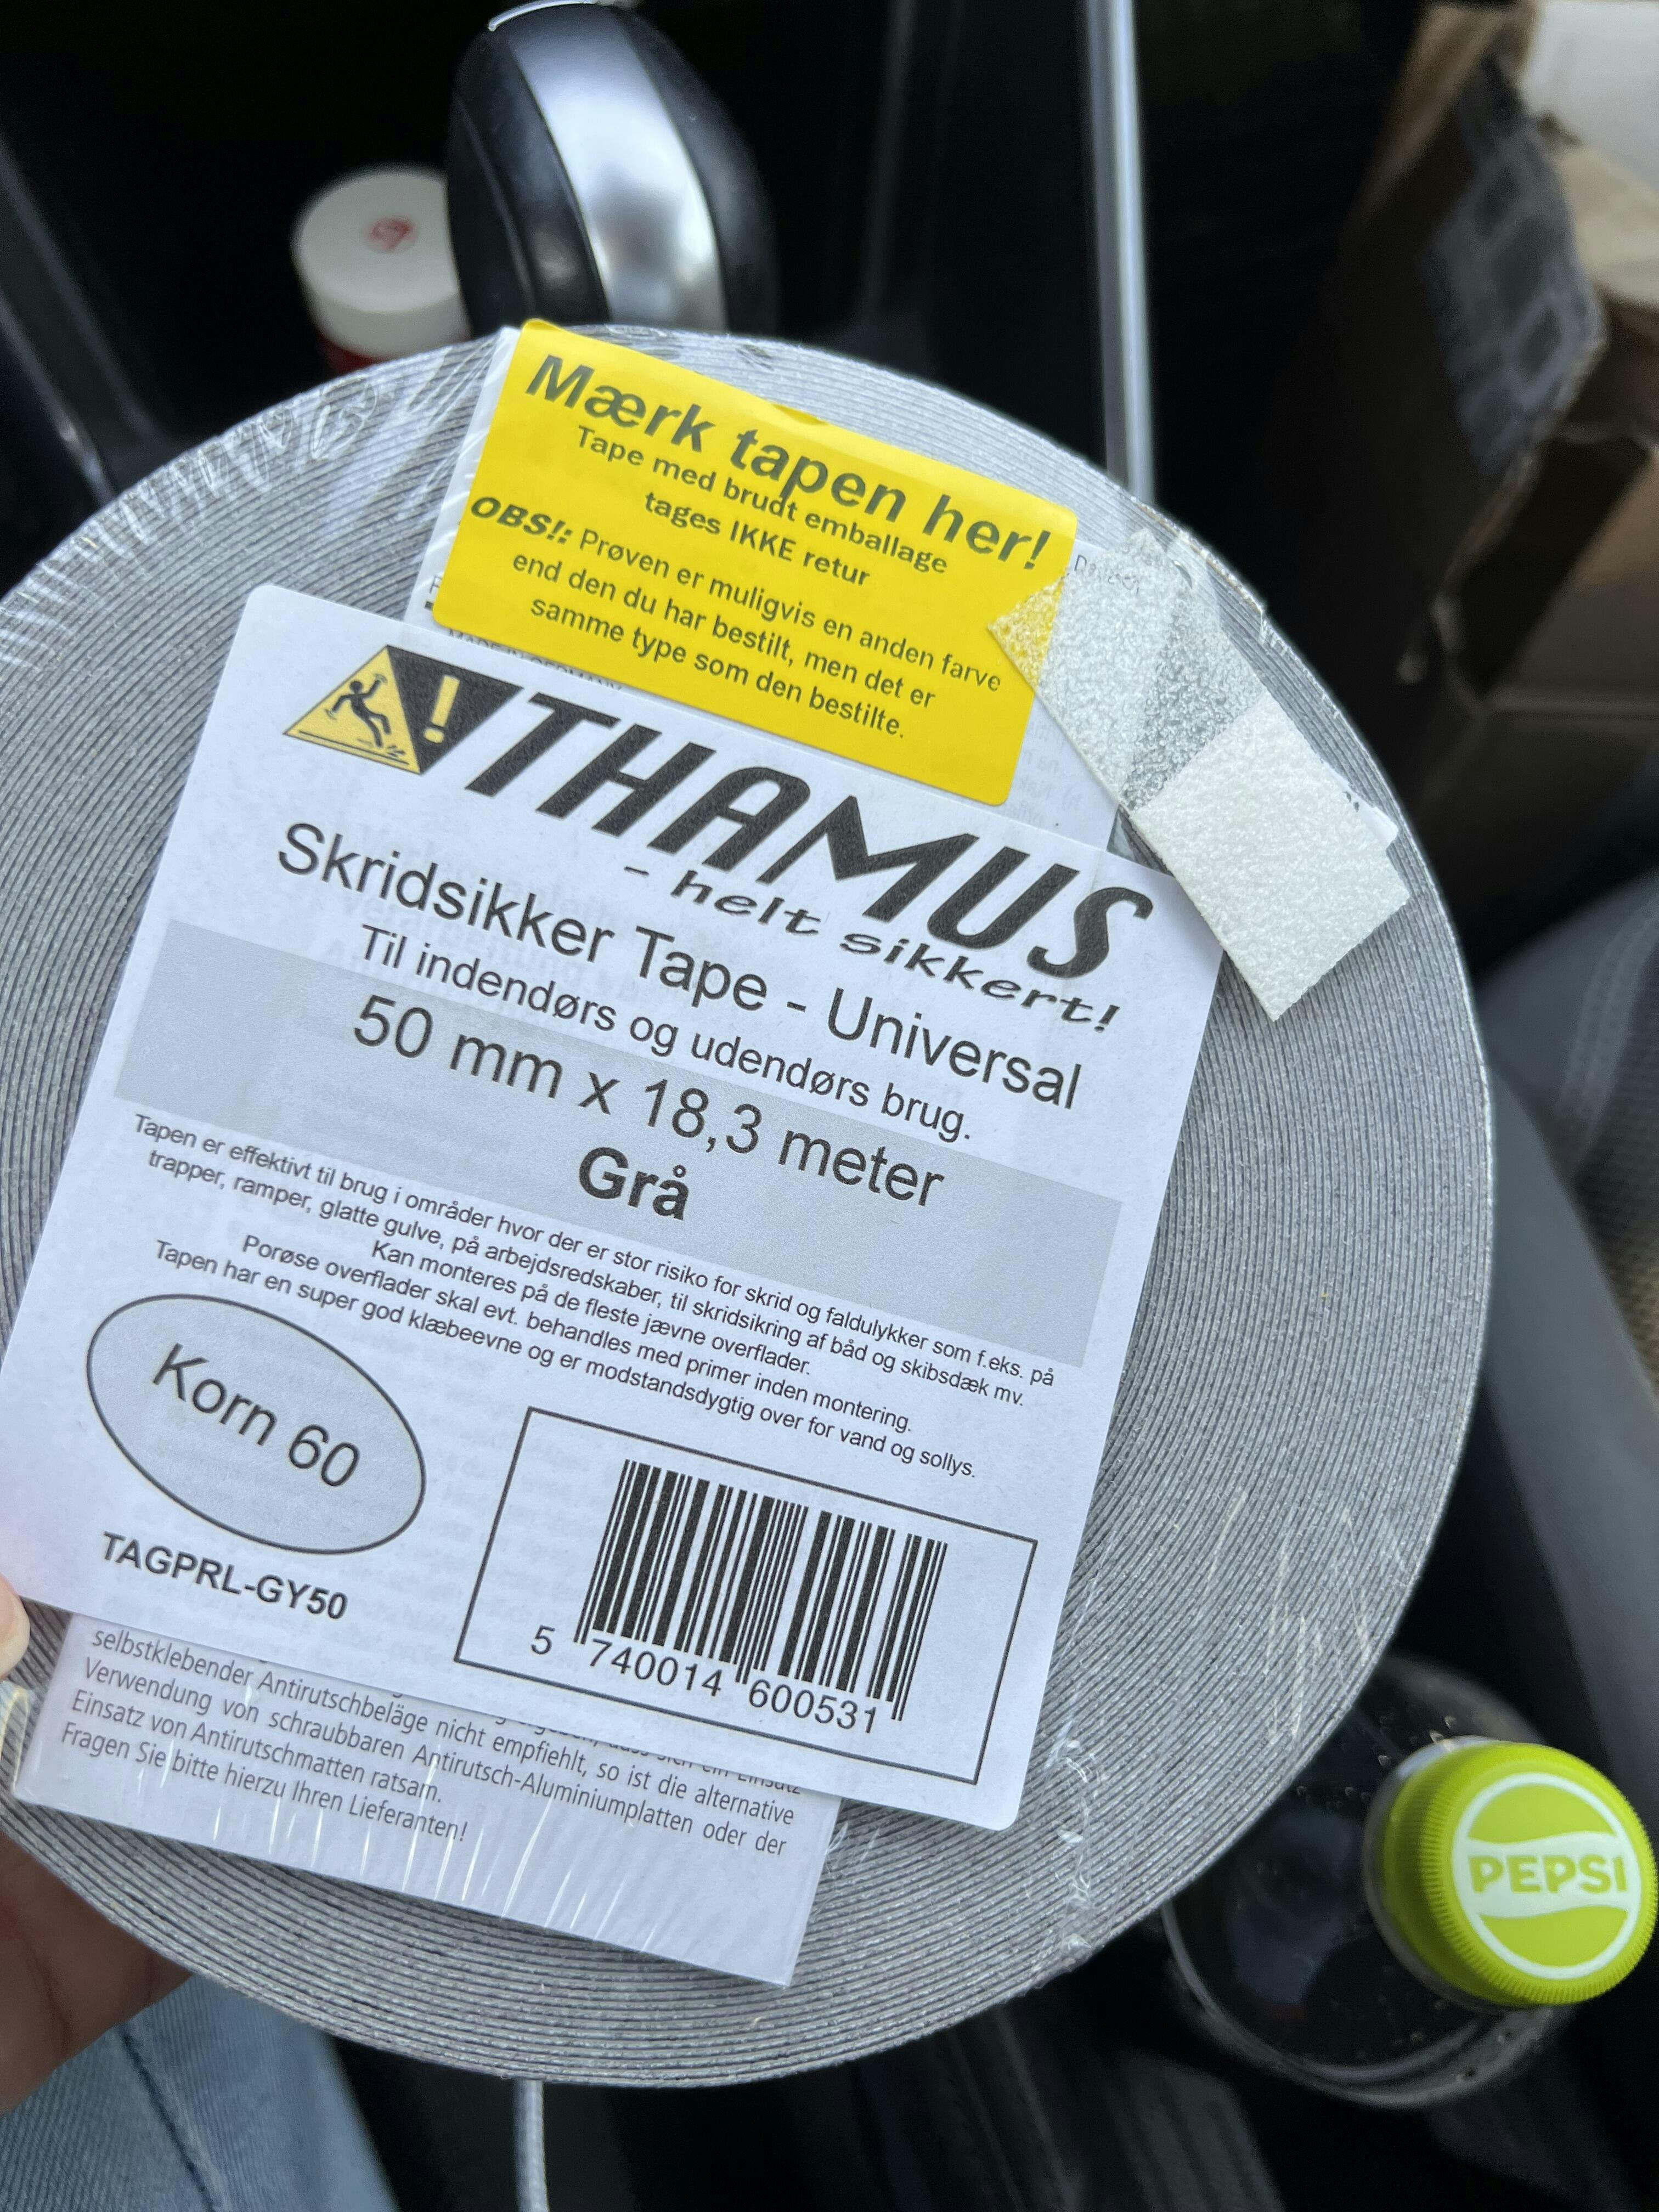 Mærk tapen her!
Tape med brudt emballage
tages IKKE retur
OBS!: Prøven er muligvis en anden farve
end den du har bestilt, men det er
samme type som den bestilte.
THAMUS
- helt sikkert!
Skridsikker Tape - Universal
Til indendørs og udendørs brug.
50 mm x 18,3 meter
Grå
Tapen er effektivt til brug i områder hvor der er stor risiko for skrid og faldulykker som f.eks. på
trapper, ramper, glatte gulve, på arbejdsredskaber, til skridsikring af båd og skibsdæk mv.
Kan monteres på de fleste jævne overflader.
Porøse overflader skal evt. behandles med primer inden montering.
Tapen har en super god klæbeevne og er modstandsdygtig over for vand og sollys.
Korn 60
TAGPRL-GY50
5 740014 600531
selbstklebender Antirutschbeläge nicht empfiehlt, so ist die alternative
Verwendung von schraubbaren Antirutsch-Aluminiumplatten oder der
Einsatz von Antirutschmatten ratsam.
Fragen Sie bitte hierzu Ihren Lieferanten!
PEPSI